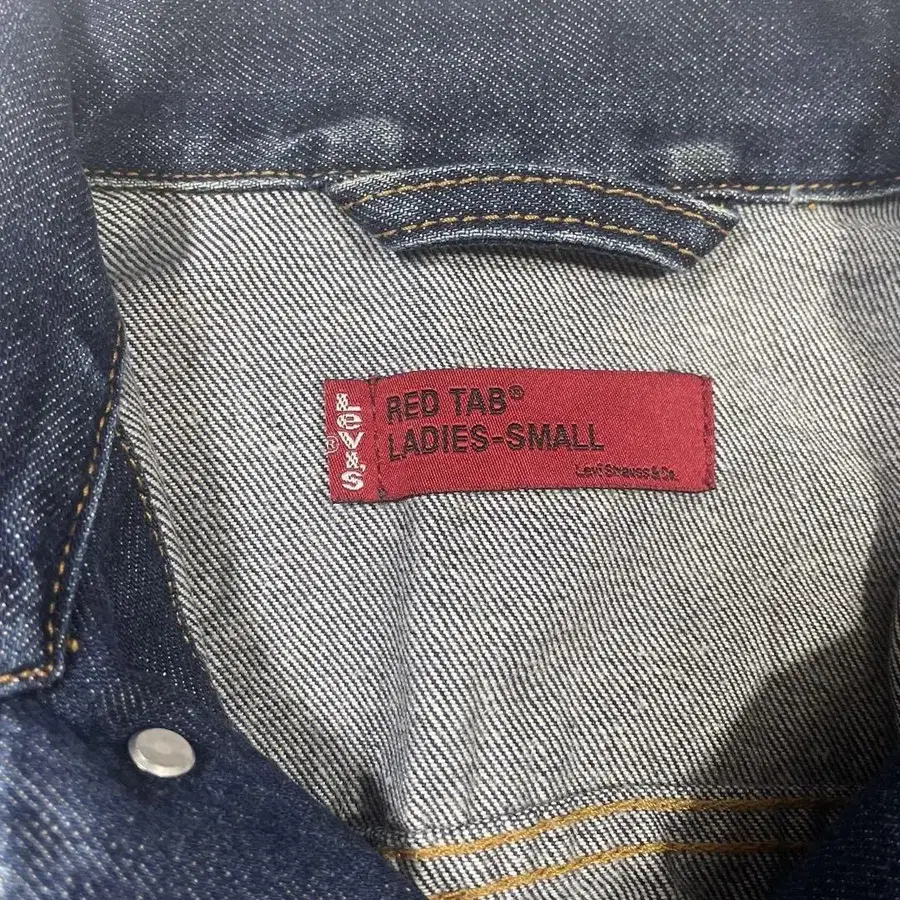 Levi's
®
RED TAB®
LADIES-SMALL
Levi Strauss & Co.